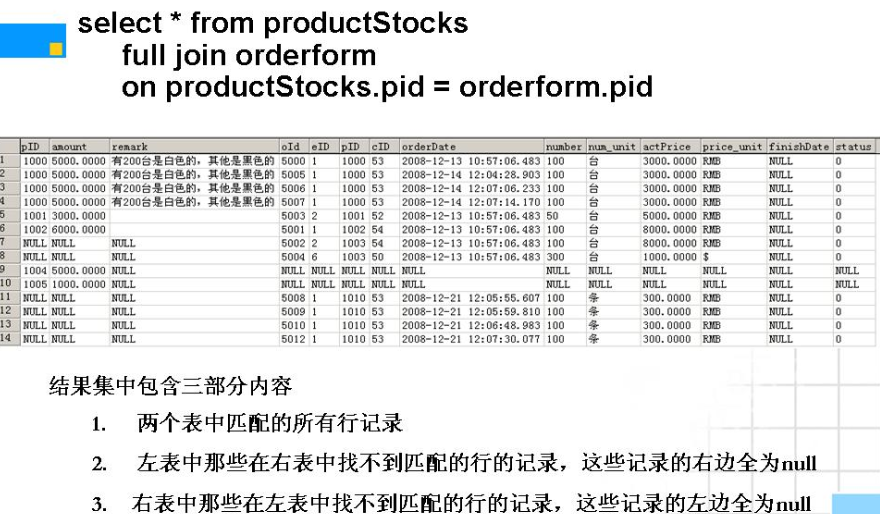 select * from productStocks
full join orderform
on productStocks.pid = orderform.pid
pID amount remark oId eID pID cID orderDate number num_unit actPrice price_unit finishDate status
1 1000 5000.0000 有200台是白色的，其他是黑色的 5000 1 1000 53 2008-12-13 10:57:06.483 100 台 3000.0000 RMB NULL 0
2 1000 5000.0000 有200台是白色的，其他是黑色的 5005 1 1000 53 2008-12-14 12:04:28.903 100 台 3000.0000 RMB NULL 0
3 1000 5000.0000 有200台是白色的，其他是黑色的 5006 1 1000 53 2008-12-14 12:07:06.233 100 台 3000.0000 RMB NULL 0
4 1000 5000.0000 有200台是白色的，其他是黑色的 5007 1 1000 53 2008-12-14 12:07:14.170 100 台 3000.0000 RMB NULL 0
5 1001 3000.0000 5003 2 1001 52 2008-12-13 10:57:06.483 50 台 5000.0000 RMB NULL 0
6 1002 6000.0000 5001 1 1002 54 2008-12-13 10:57:06.483 100 台 8000.0000 RMB NULL 0
7 NULL NULL NULL 5002 2 1003 54 2008-12-13 10:57:06.483 100 台 8000.0000 RMB NULL 0
8 NULL NULL NULL 5004 6 1003 50 2008-12-13 10:57:06.483 300 台 1000.0000 $ NULL 0
9 1004 5000.0000 NULL NULL NULL NULL NULL NULL NULL NULL NULL NULL NULL NULL
10 1005 1000.0000 NULL NULL NULL NULL NULL NULL NULL NULL NULL NULL NULL NULL
11 NULL NULL NULL 5008 1 1010 53 2008-12-21 12:05:55.607 100 条 300.0000 RMB NULL 0
12 NULL NULL NULL 5009 1 1010 53 2008-12-21 12:05:59.810 100 条 300.0000 RMB NULL 0
13 NULL NULL NULL 5010 1 1010 53 2008-12-21 12:06:48.983 100 条 300.0000 RMB NULL 0
14 NULL NULL NULL 5012 1 1010 53 2008-12-21 12:07:30.077 100 条 300.0000 RMB NULL 0
结果集中包含三部分内容
1. 两个表中匹配的所有行记录
2. 左表中那些在右表中找不到匹配的行的记录，这些记录的右边全为null
3. 右表中那些在左表中找不到匹配的行的记录，这些记录的左边全为null